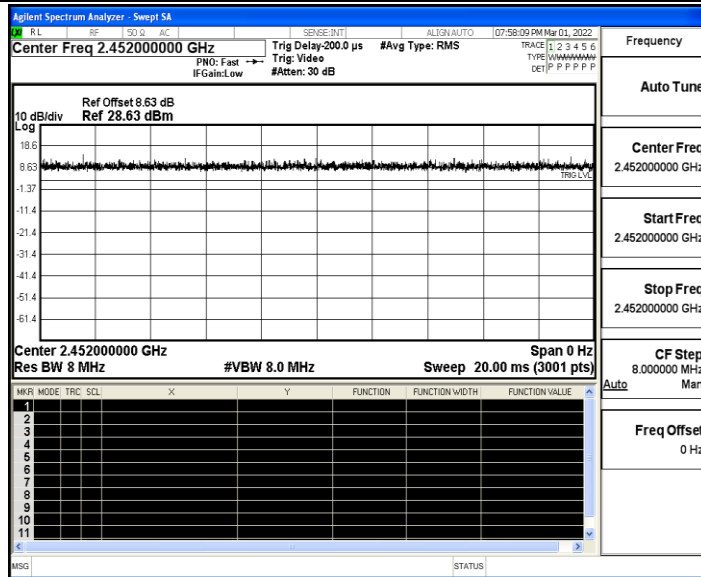 Agilent Spectrum Analyzer - Swept SA
RL RF 50 Ω AC SENSE:INT ALIGN AUTO 07:58:09 PM Mar 01, 2022
Center Freq 2.452000000 GHz
PNO: Fast
IFGain:Low
Trig Delay-200.0 µs
Trig: Video
#Atten: 30 dB
#Avg Type: RMS
TRACE 1 2 3 4 5 6
TYPE WWWWWW
DET P P P P P P
Ref Offset 8.63 dB
10 dB/div Ref 28.63 dBm
Log
18.6
8.63
TRIG LVL
-1.37
-11.4
-21.4
-31.4
-41.4
-51.4
-61.4
Center 2.452000000 GHz Span 0 Hz
Res BW 8 MHz #VBW 8.0 MHz Sweep 20.00 ms (3001 pts)
MKR MODE TRC SCL X Y FUNCTION FUNCTION WIDTH FUNCTION VALUE
1
2
3
4
5
6
7
8
9
10
11
MSG STATUS
Frequency
Auto Tune
Center Freq
2.452000000 GHz
Start Freq
2.452000000 GHz
Stop Freq
2.452000000 GHz
CF Step
8.000000 MHz
Auto Man
Freq Offset
0 Hz